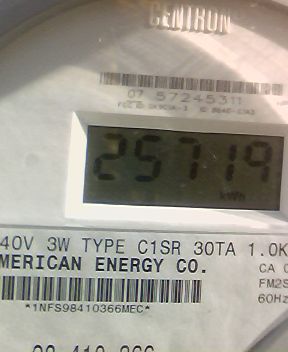 CENTRON
07 57245311
25719
kWh
40V 3W TYPE C1SR 30TA 1.0K
MERICAN ENERGY CO.
CA 0
FM2S
60Hz
*1NFS98410366MEC*